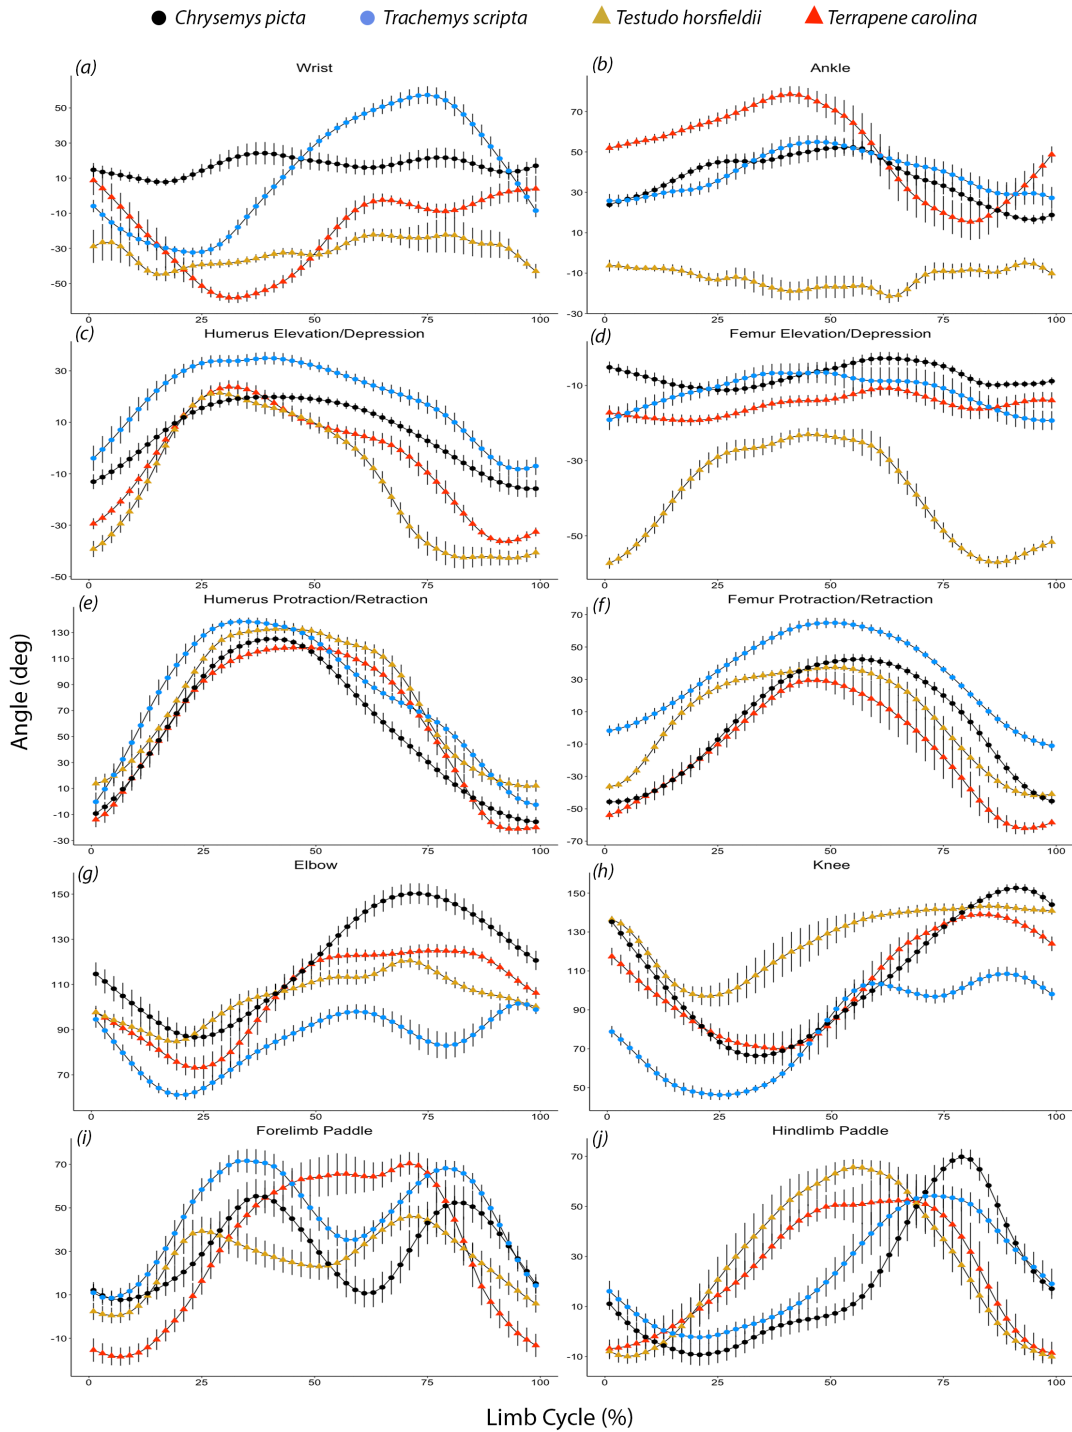 Chrysemys picta Trachemys scripta Testudo horsfieldii Terrapene carolina
(a) Wrist
50
30
10
-10
-30
-50
0 25 50 75 100
(b) Ankle
70
50
30
10
-10
-30
0 25 50 75 100
(c) Humerus Elevation/Depression
30
10
-10
-30
-50
0 25 50 75 100
(d) Femur Elevation/Depression
-10
-30
-50
0 25 50 75 100
(e) Humerus Protraction/Retraction
130
110
90
70
50
30
10
-10
-30
0 25 50 75 100
(f) Femur Protraction/Retraction
70
50
30
10
-10
-30
-50
-70
0 25 50 75 100
(g) Elbow
150
130
110
90
70
0 25 50 75 100
(h) Knee
150
130
110
90
70
50
0 25 50 75 100
(i) Forelimb Paddle
70
50
30
10
-10
0 25 50 75 100
(j) Hindlimb Paddle
70
50
30
10
-10
0 25 50 75 100
Angle (deg)
Limb Cycle (%)